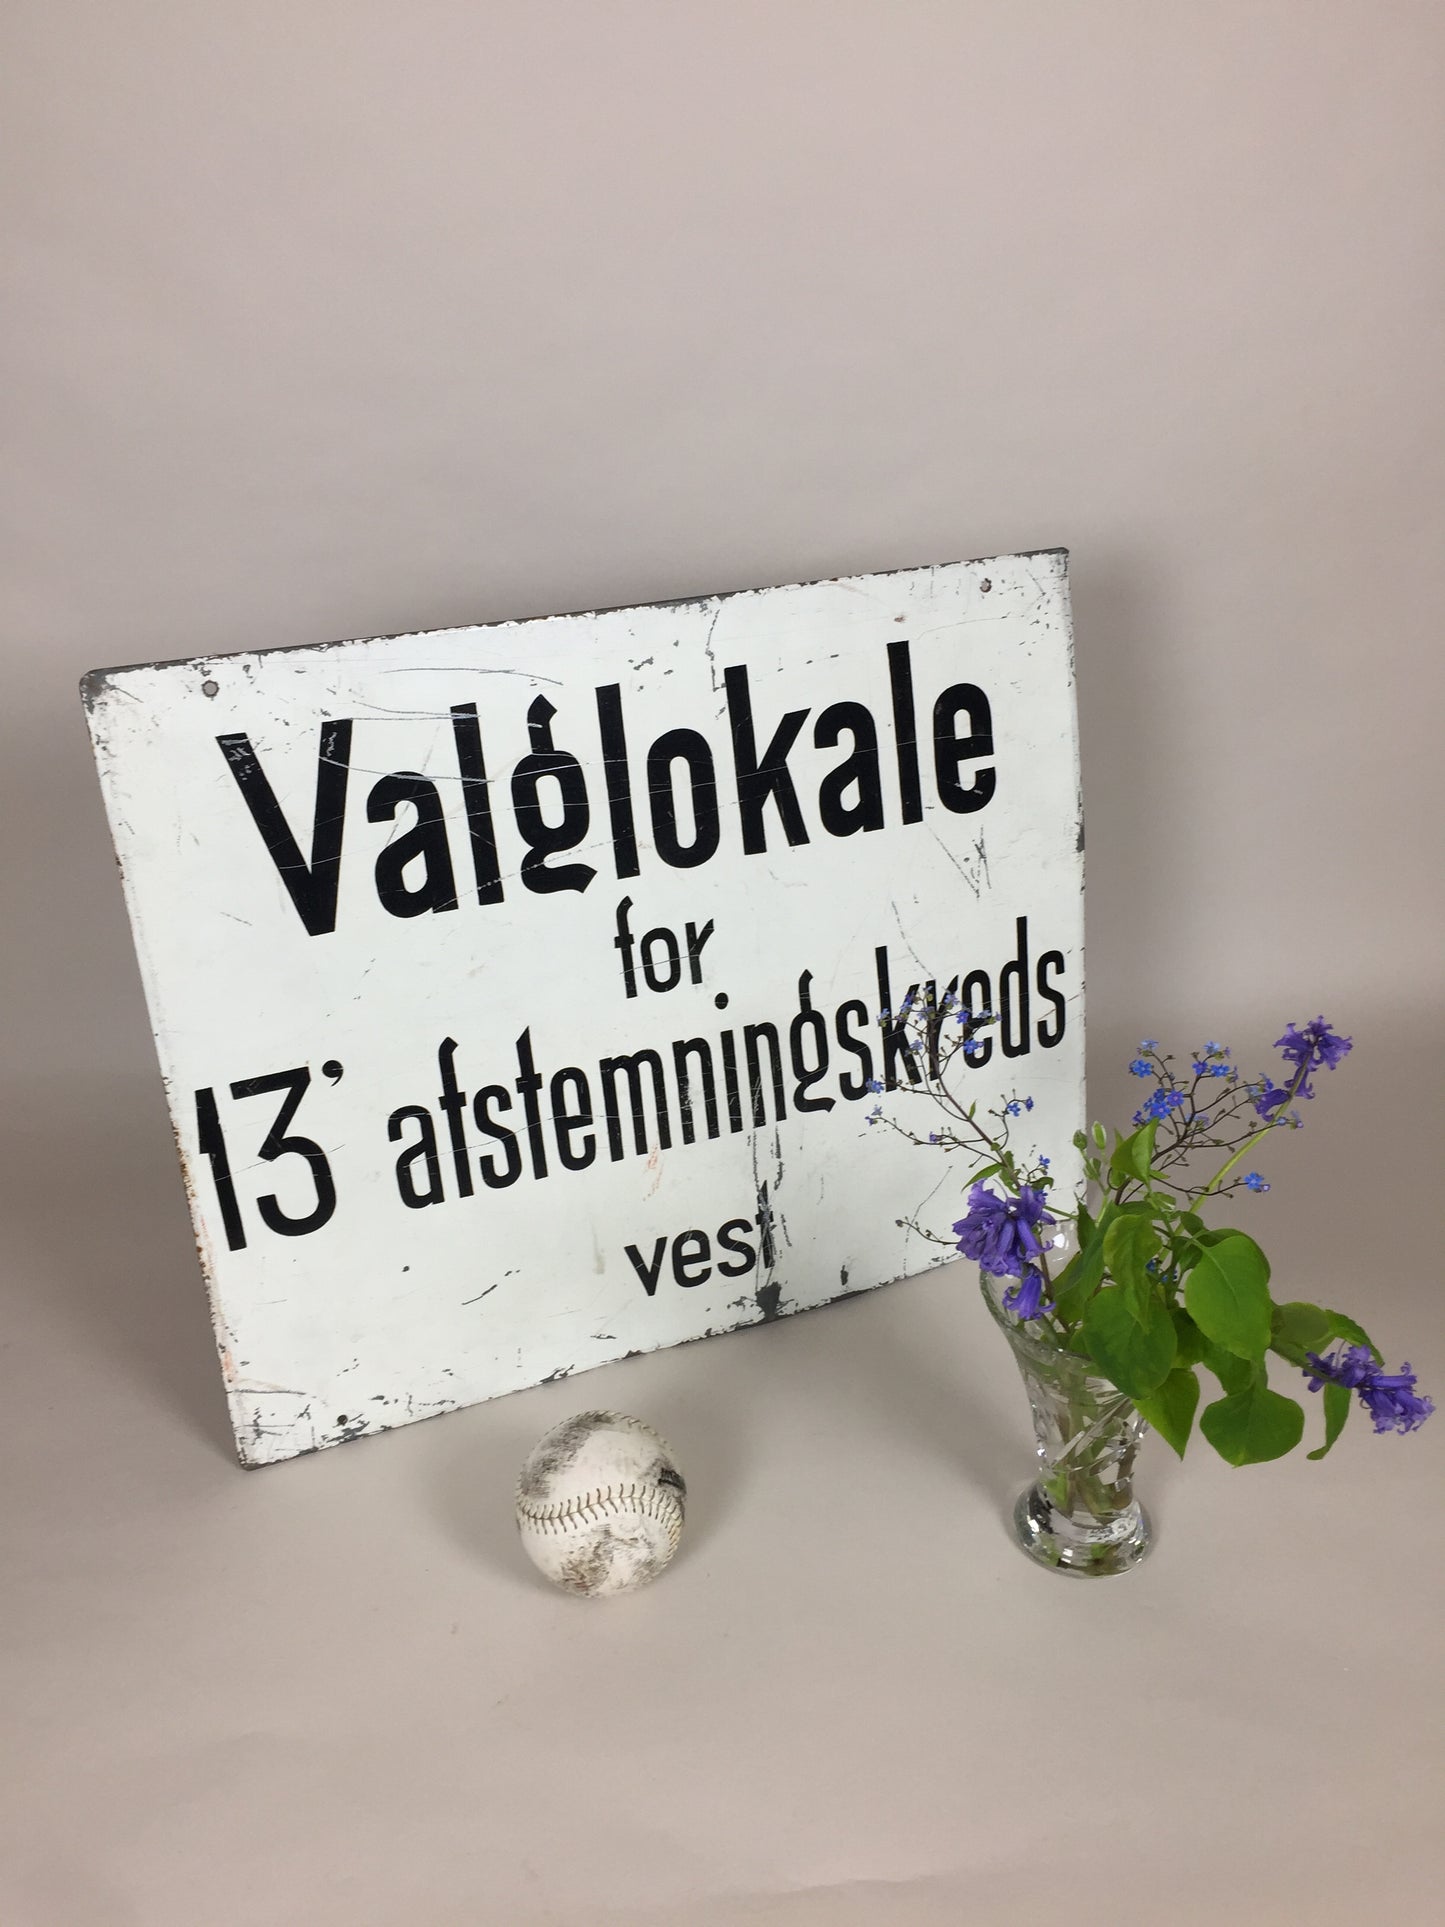 Valglokale
for
13' afstemningskreds
vest